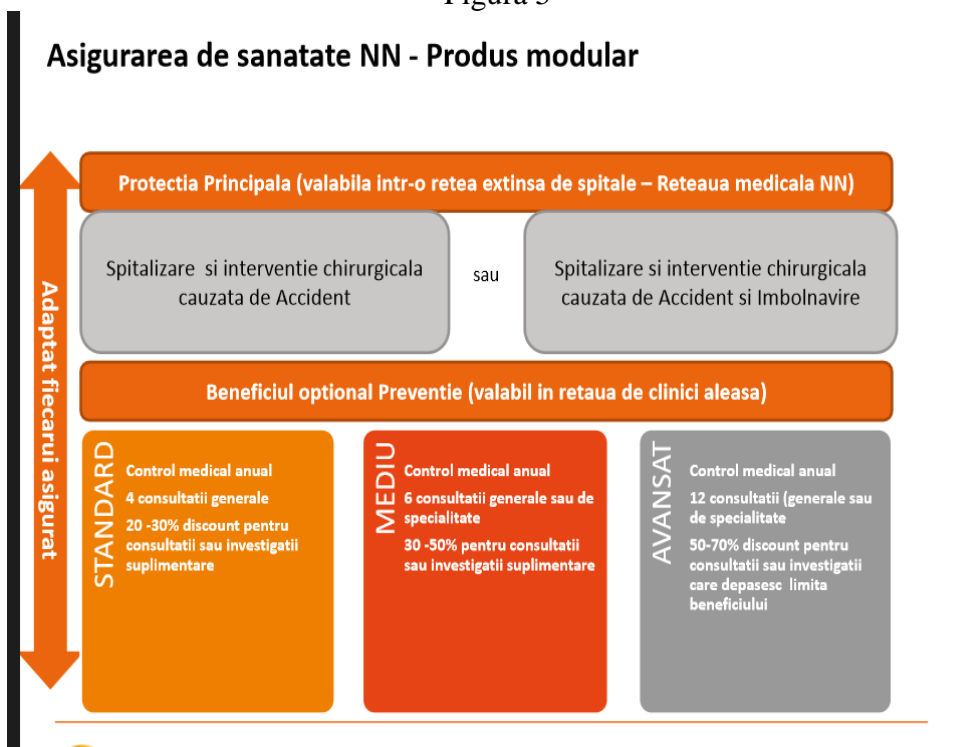 Figura 3
Asigurarea de sanatate NN - Produs modular
Protectia Principala (valabila intr-o retea extinsa de spitale – Reteaua medicala NN)
Spitalizare si interventie chirurgicala
cauzata de Accident
sau
Spitalizare si interventie chirurgicala
cauzata de Accident si Imbolnavire
Adaptat fiecarui asigurat
Beneficiul optional Preventie (valabil in retaua de clinici aleasa)
STANDARD
Control medical anual
4 consultatii generale
20 -30% discount pentru
consultatii sau investigatii
suplimentare
MEDIU
Control medical anual
6 consultatii generale sau de
specialitate
30 -50% pentru consultatii
sau investigatii suplimentare
AVANSAT
Control medical anual
12 consultatii (generale sau
de specialitate
50-70% discount pentru
consultatii sau investigatii
care depasesc limita
beneficiului